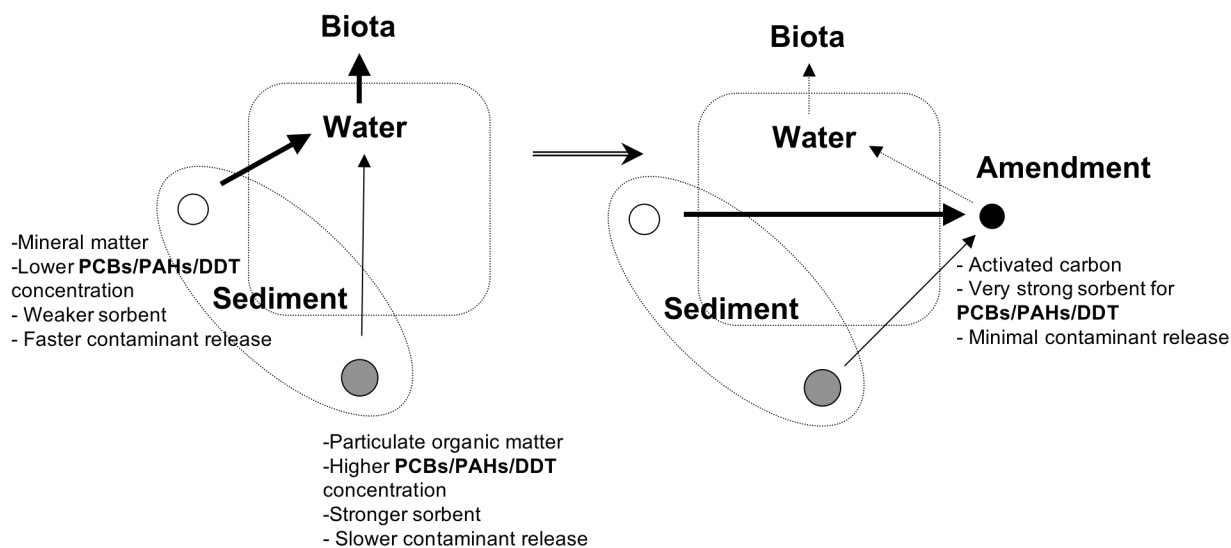 Biota
Water
-Mineral matter
-Lower PCBs/PAHs/DDT
concentration
- Weaker sorbent
- Faster contaminant release
Sediment
-Particulate organic matter
-Higher PCBs/PAHs/DDT
concentration
-Stronger sorbent
- Slower contaminant release
Biota
Water
Amendment
Sediment
- Activated carbon
- Very strong sorbent for
PCBs/PAHs/DDT
- Minimal contaminant release